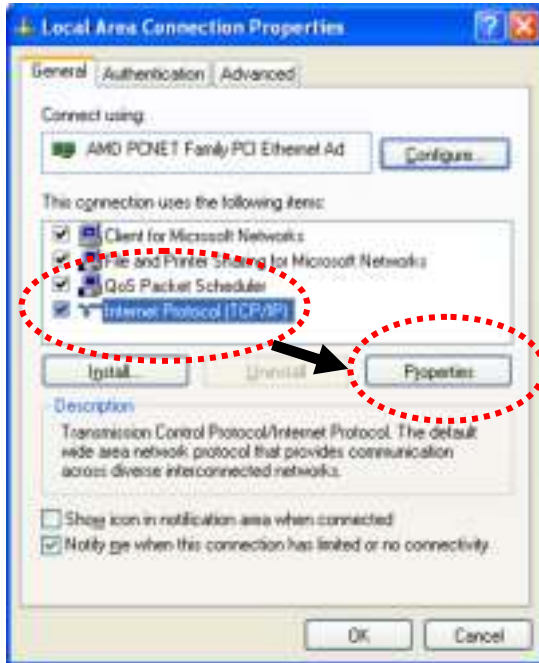 Local Area Connection Properties
General Authentication Advanced
Connect using:
AMD PCNET Family PCI Ethernet Ad Configure...
This connection uses the following items:
Client for Microsoft Networks
File and Printer Sharing for Microsoft Networks
QoS Packet Scheduler
Internet Protocol (TCP/IP)
Install... Uninstall Properties
Description
Transmission Control Protocol/Internet Protocol. The default
wide area network protocol that provides communication
across diverse interconnected networks.
Show icon in notification area when connected
Notify me when this connection has limited or no connectivity
OK Cancel